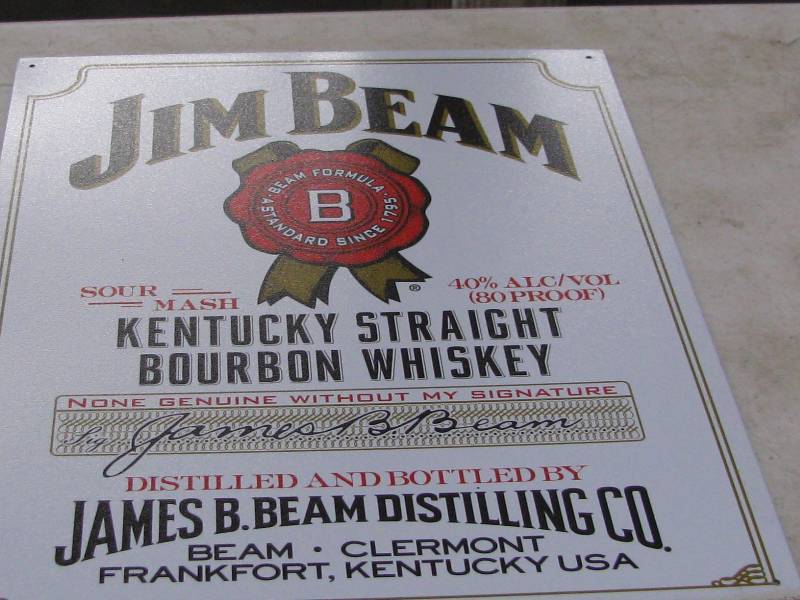 JIM BEAM
BEAM FORMULA
B
A STANDARD SINCE 1795
®
SOUR
MASH
40% ALC/VOL
(80 PROOF)
KENTUCKY STRAIGHT
BOURBON WHISKEY
NONE GENUINE WITHOUT MY SIGNATURE
Sig James B. Beam
DISTILLED AND BOTTLED BY
JAMES B. BEAM DISTILLING CO.
BEAM · CLERMONT
FRANKFORT, KENTUCKY USA